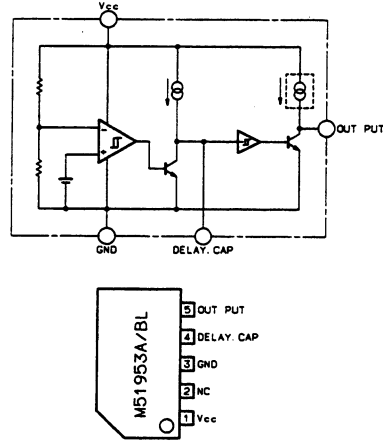 Vcc
OUT PUT
GND
DELAY. CAP
M51953A/BL
5 OUT PUT
4 DELAY. CAP
3 GND
2 NC
1 Vcc